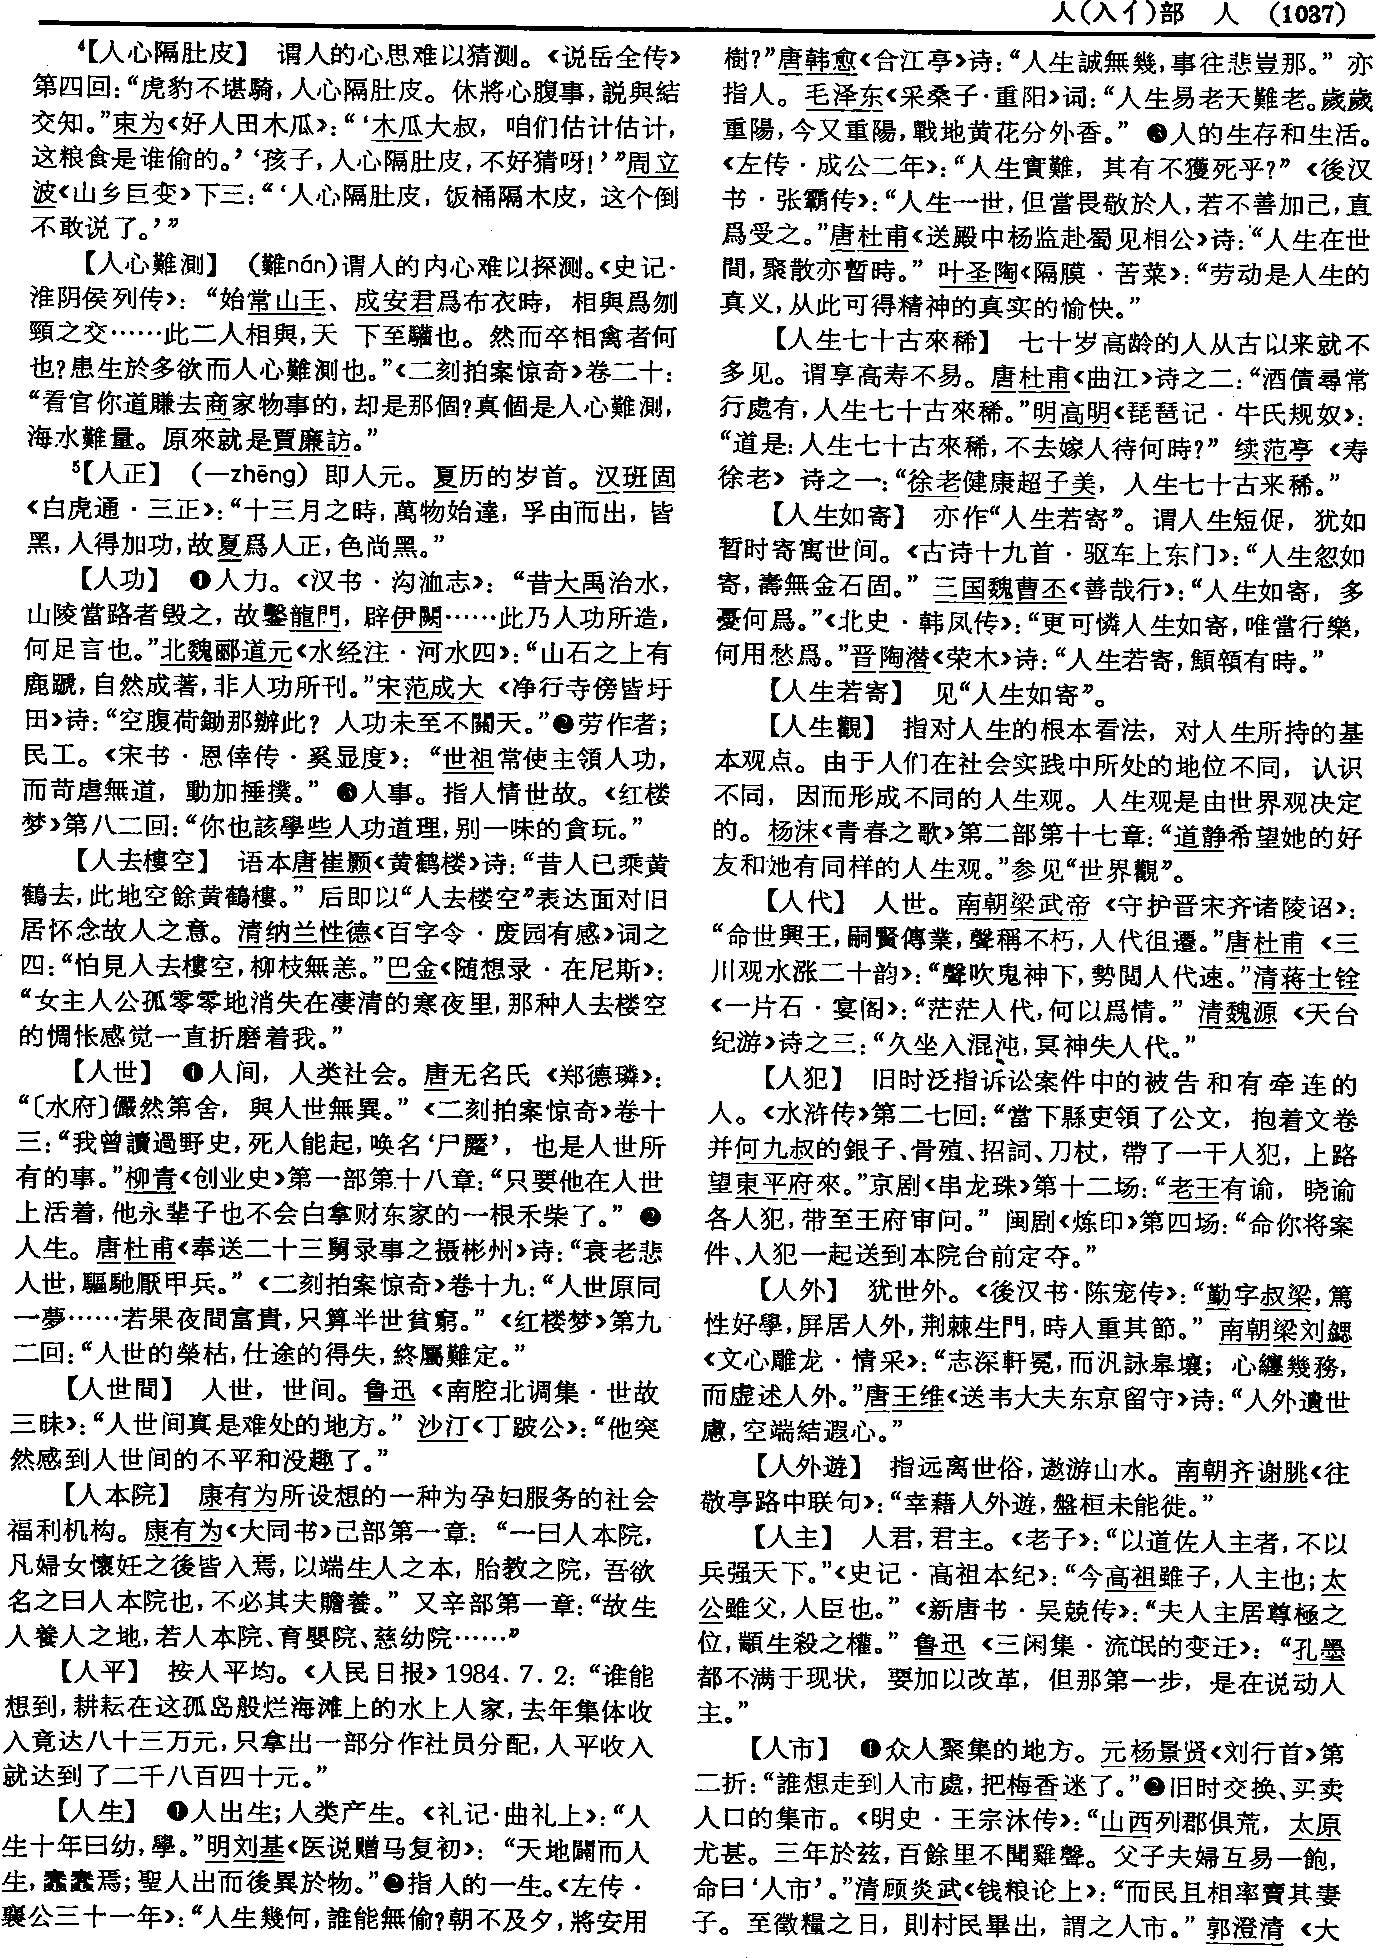 人(入亻)部 人 (1037)
⁴【人心隔肚皮】 谓人的心思难以猜测。《说岳全传》
第四回:“虎豹不堪騎,人心隔肚皮。休將心腹事,説與結
交知。”束为《好人田木瓜》:“‘木瓜大叔，咱们估计估计，
这粮食是谁偷的。’‘孩子,人心隔肚皮,不好猜呀!’”周立
波《山乡巨变》下三:“‘人心隔肚皮，饭桶隔木皮，这个倒
不敢说了。’”
【人心難測】 (難nán)谓人的内心难以探测。《史记·
淮阴侯列传》：“始常山王、成安君爲布衣時，相與爲刎
頸之交……此二人相與,天 下至驩也。然而卒相禽者何
也?患生於多欲而人心難測也。”《二刻拍案惊奇》卷二十：
“看官你道賺去商家物事的,却是那個?真個是人心難測，
海水難量。原來就是賈廉訪。”
⁵【人正】 (—zhēng) 即人元。夏历的岁首。汉班固
《白虎通·三正》:“十三月之時,萬物始達，孚由而出，皆
黑,人得加功,故夏爲人正,色尚黑。”
【人功】 ❶人力。《汉书·沟洫志》：“昔大禹治水，
山陵當路者毁之，故鑿龍門，辟伊闕……此乃人功所造，
何足言也。”北魏郦道元《水经注·河水四》:“山石之上有
鹿蹏,自然成著,非人功所刊。”宋范成大《净行寺傍皆圩
田》诗:“空腹荷鋤那辦此? 人功未至不關天。”❷劳作者；
民工。《宋书·恩倖传·奚显度》：“世祖常使主領人功，
而苛虐無道，動加捶撲。” ❸人事。指人情世故。《红楼
梦》第八二回:“你也該學些人功道理,别一味的貪玩。”
【人去樓空】 语本唐崔颢《黄鹤楼》诗:“昔人已乘黄
鶴去,此地空餘黄鶴樓。” 后即以“人去楼空”表达面对旧
居怀念故人之意。清纳兰性德《百字令·废园有感》词之
四:“怕見人去樓空,柳枝無恙。”巴金《随想录·在尼斯》：
“女主人公孤零零地消失在凄清的寒夜里,那种人去楼空
的惆怅感觉一直折磨着我。”
【人世】 ❶人间，人类社会。唐无名氏《郑德璘》：
“〔水府〕儼然第舍，與人世無異。”《二刻拍案惊奇》卷十
三:“我曾讀過野史,死人能起,唤名‘尸蹷’，也是人世所
有的事。”柳青《创业史》第一部第十八章:“只要他在人世
上活着,他永辈子也不会白拿财东家的一根禾柴了。” ❷
人生。唐杜甫《奉送二十三舅录事之摄彬州》诗:“衰老悲
人世,驅馳厭甲兵。”《二刻拍案惊奇》卷十九:“人世原同
一夢……若果夜間富貴,只算半世貧窮。”《红楼梦》第九
二回:“人世的榮枯,仕途的得失,終屬難定。”
【人世間】 人世，世间。鲁迅《南腔北调集·世故
三昧》:“人世间真是难处的地方。” 沙汀《丁跛公》:“他突
然感到人世间的不平和没趣了。”
【人本院】 康有为所设想的一种为孕妇服务的社会
福利机构。康有为《大同书》己部第一章：“一曰人本院，
凡婦女懷妊之後皆入焉,以端生人之本，胎教之院，吾欲
名之曰人本院也,不必其夫贍養。” 又辛部第一章:“故生
人養人之地,若人本院、育嬰院、慈幼院……”
【人平】 按人平均。《人民日报》1984.7.2:“谁能
想到,耕耘在这孤岛般烂海滩上的水上人家,去年集体收
入竟达八十三万元,只拿出一部分作社员分配,人平收入
就达到了二千八百四十元。”
【人生】 ❶人出生;人类产生。《礼记·曲礼上》:“人
生十年曰幼,學。”明刘基《医说赠马复初》：“天地闢而人
生,蠢蠢焉;聖人出而後異於物。”❷指人的一生。《左传·
襄公三十一年》:“人生幾何,誰能無偷?朝不及夕,將安用
樹?”唐韩愈《合江亭》诗:“人生誠無幾,事往悲豈那。”亦
指人。毛泽东《采桑子·重阳》词:“人生易老天難老。歲歲
重陽,今又重陽,戰地黄花分外香。” ❸人的生存和生活。
《左传·成公二年》:“人生實難，其有不獲死乎?”《後汉
书·张霸传》:“人生一世,但當畏敬於人,若不善加己,直
爲受之。”唐杜甫《送殿中杨监赴蜀见相公》诗:“人生在世
間,聚散亦暫時。” 叶圣陶《隔膜·苦菜》:“劳动是人生的
真义,从此可得精神的真实的愉快。”
【人生七十古來稀】 七十岁高龄的人从古以来就不
多见。谓享高寿不易。唐杜甫《曲江》诗之二:“酒債尋常
行處有,人生七十古來稀。”明高明《琵琶记·牛氏规奴》：
“道是:人生七十古來稀,不去嫁人待何時?” 续范亭《寿
徐老》诗之一:“徐老健康超子美，人生七十古来稀。”
【人生如寄】 亦作“人生若寄”。谓人生短促，犹如
暂时寄寓世间。《古诗十九首·驱车上东门》:“人生忽如
寄,壽無金石固。” 三国魏曹丕《善哉行》:“人生如寄，多
憂何爲。”《北史·韩凤传》:“更可憐人生如寄,唯當行樂，
何用愁爲。”晋陶潜《荣木》诗:“人生若寄,顦顇有時。”
【人生若寄】 见“人生如寄”。
【人生觀】 指对人生的根本看法，对人生所持的基
本观点。由于人们在社会实践中所处的地位不同，认识
不同，因而形成不同的人生观。人生观是由世界观决定
的。杨沫《青春之歌》第二部第十七章:“道静希望她的好
友和她有同样的人生观。”参见“世界觀”。
【人代】 人世。南朝梁武帝《守护晋宋齐诸陵诏》：
“命世興王,嗣賢傳業,聲稱不朽,人代徂遷。”唐杜甫《三
川观水涨二十韵》:“聲吹鬼神下,勢閲人代速。”清蒋士铨
《一片石·宴阁》:“茫茫人代,何以爲情。” 清魏源《天台
纪游》诗之三:“久坐入混沌,冥神失人代。”
【人犯】 旧时泛指诉讼案件中的被告和有牵连的
人。《水浒传》第二七回:“當下縣吏領了公文，抱着文卷
并何九叔的銀子、骨殖、招詞、刀杖，帶了一干人犯，上路
望東平府來。”京剧《串龙珠》第十二场:“老王有谕，晓谕
各人犯,带至王府审问。” 闽剧《炼印》第四场:“命你将案
件、人犯一起送到本院台前定夺。”
【人外】 犹世外。《後汉书·陈宠传》:“勤字叔梁,篤
性好學,屏居人外,荆棘生門,時人重其節。” 南朝梁刘勰
《文心雕龙·情采》:“志深軒冕,而汎詠皋壤；心纏幾務，
而虚述人外。”唐王维《送韦大夫东京留守》诗:“人外遺世
慮,空端結遐心。”
【人外遊】 指远离世俗,遨游山水。南朝齐谢朓《往
敬亭路中联句》:“幸藉人外遊,盤桓未能徙。”
【人主】 人君,君主。《老子》:“以道佐人主者,不以
兵强天下。”《史记·高祖本纪》:“今高祖雖子,人主也;太
公雖父,人臣也。”《新唐书·吴兢传》:“夫人主居尊極之
位,顓生殺之權。” 鲁迅《三闲集·流氓的变迁》：“孔墨
都不满于现状，要加以改革，但那第一步，是在说动人
主。”
【人市】 ❶众人聚集的地方。元杨景贤《刘行首》第
二折:“誰想走到人市處,把梅香迷了。”❷旧时交换、买卖
人口的集市。《明史·王宗沐传》:“山西列郡俱荒，太原
尤甚。三年於兹,百餘里不聞雞聲。父子夫婦互易一飽，
命曰‘人市’。”清顾炎武《钱粮论上》:“而民且相率賣其妻
子。至徵糧之日，則村民畢出，謂之人市。” 郭澄清《大